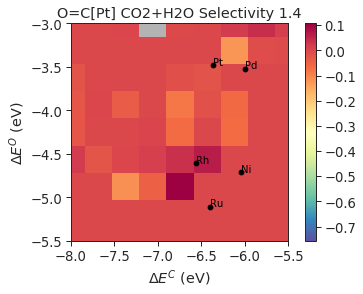 O=C[Pt] CO2+H2O Selectivity 1.4
ΔE^O (eV)
−3.0
−3.5
−4.0
−4.5
−5.0
−5.5
Pt
Pd
Rh
Ni
Ru
−8.0 −7.5 −7.0 −6.5 −6.0 −5.5
ΔE^C (eV)
0.1
0.0
−0.1
−0.2
−0.3
−0.4
−0.5
−0.6
−0.7